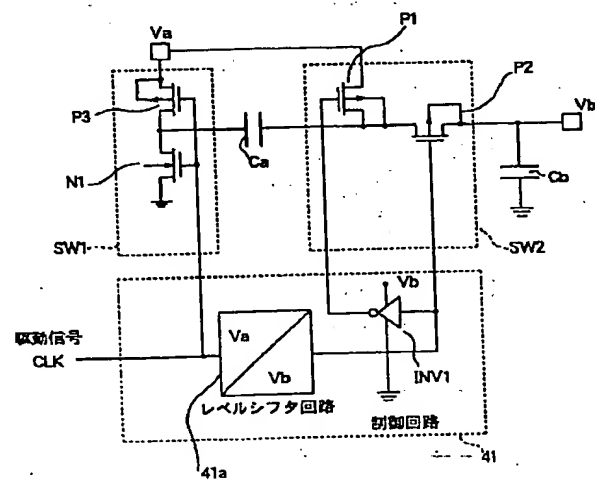 Va
P1
P2
Vb
P3
Ca
N1
Cb
SW1
SW2
Vb
駆動信号
CLK
Va
Vb
INV1
レベルシフタ回路
制御回路
41a
41